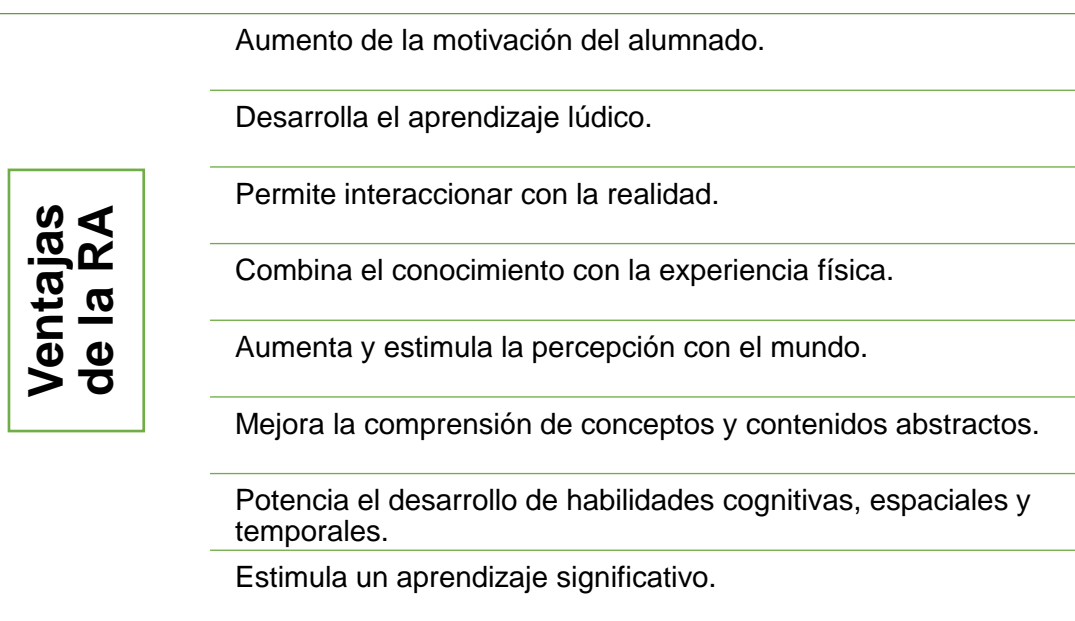 Ventajas
de la RA
Aumento de la motivación del alumnado.
Desarrolla el aprendizaje lúdico.
Permite interaccionar con la realidad.
Combina el conocimiento con la experiencia física.
Aumenta y estimula la percepción con el mundo.
Mejora la comprensión de conceptos y contenidos abstractos.
Potencia el desarrollo de habilidades cognitivas, espaciales y
temporales.
Estimula un aprendizaje significativo.